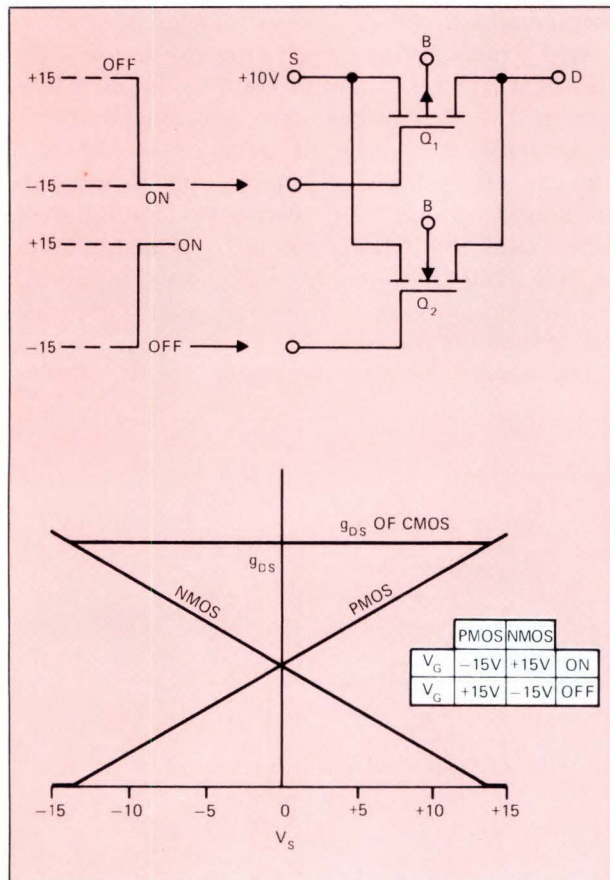 OFF
+15
−15
ON
+15
ON
−15
OFF
+10V
S
B
D
Q1
B
Q2
gDS OF CMOS
gDS
NMOS
PMOS
PMOS NMOS
VG −15V +15V ON
VG +15V −15V OFF
−15 −10 −5 0 +5 +10 +15
VS